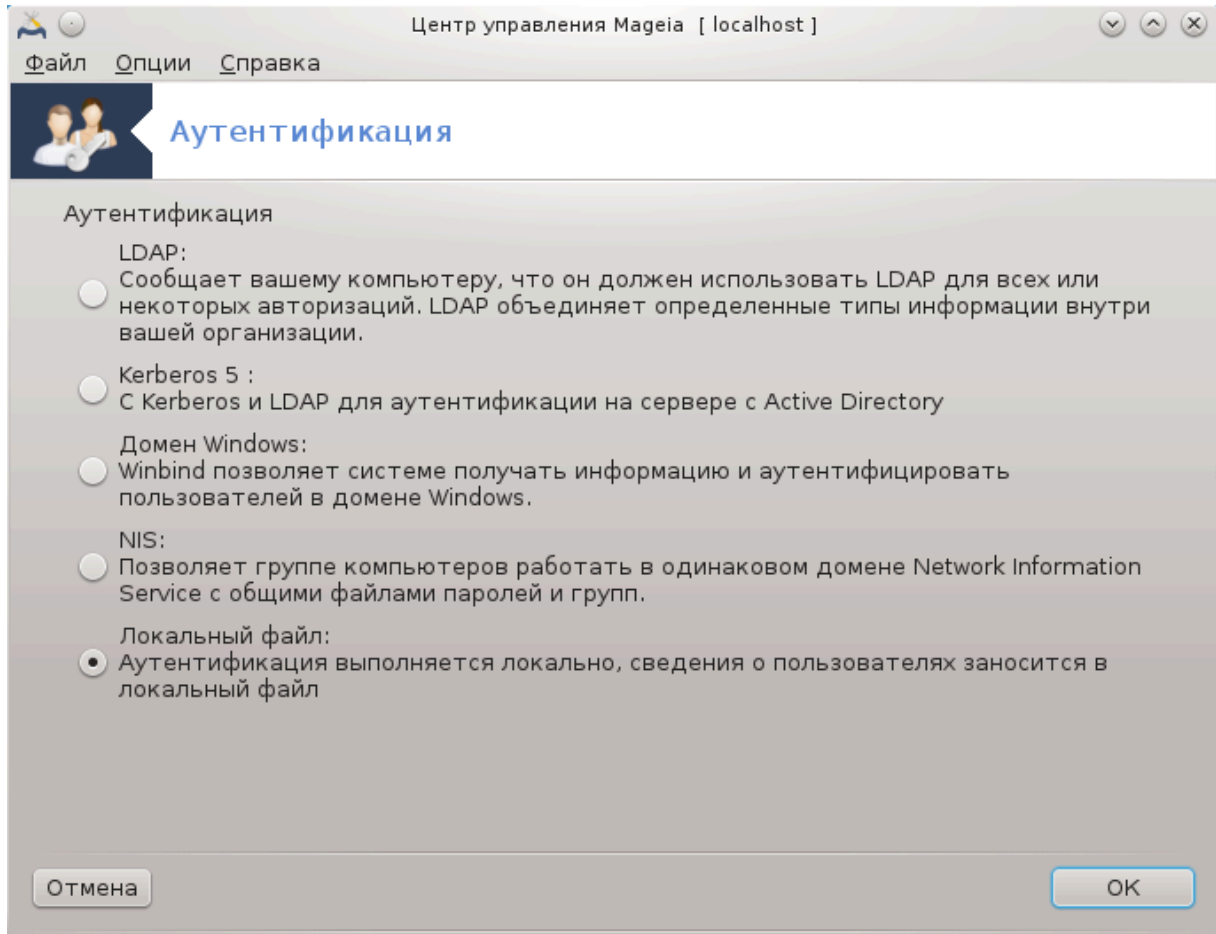 Центр управления Mageia [ localhost ]
Файл Опции Справка
Аутентификация
Аутентификация
LDAP:
Сообщает вашему компьютеру, что он должен использовать LDAP для всех или
некоторых авторизаций. LDAP объединяет определенные типы информации внутри
вашей организации.
Kerberos 5 :
С Kerberos и LDAP для аутентификации на сервере с Active Directory
Домен Windows:
Winbind позволяет системе получать информацию и аутентифицировать
пользователей в домене Windows.
NIS:
Позволяет группе компьютеров работать в одинаковом домене Network Information
Service с общими файлами паролей и групп.
Локальный файл:
Аутентификация выполняется локально, сведения о пользователях заносится в
локальный файл
Отмена OK